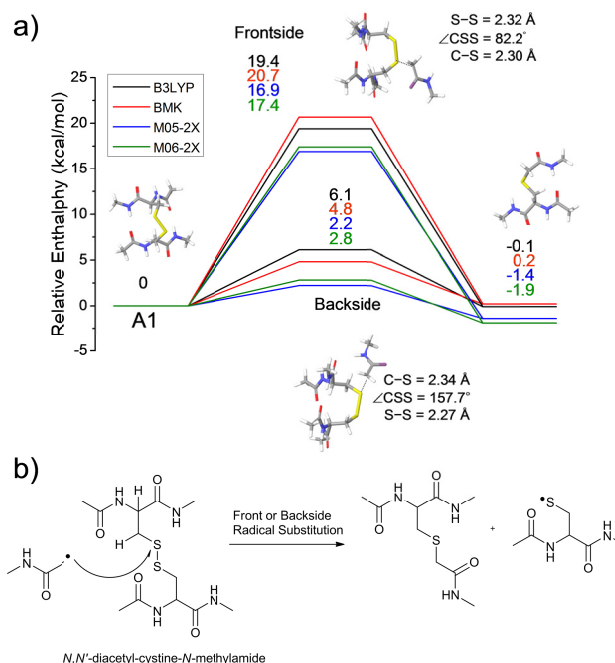 a)
Frontside
19.4
20.7
16.9
17.4
S–S = 2.32 Å
∠CSS = 82.2°
C–S = 2.30 Å
B3LYP
BMK
M05-2X
M06-2X
Relative Enthalphy (kcal/mol)
25
20
15
10
5
0
-5
0
A1
6.1
4.8
2.2
2.8
Backside
-0.1
0.2
-1.4
-1.9
C–S = 2.34 Å
∠CSS = 157.7°
S–S = 2.27 Å
b)
H
H
N
O
N
H
H
S
S
H
N
O
O
N
H
O
O
N
H
Front or Backside
Radical Substitution
O
H
N
O
N
H
S
O
N
H
+
•S
O
N
H
O
H
N
N,N'-diacetyl-cystine-N-methylamide